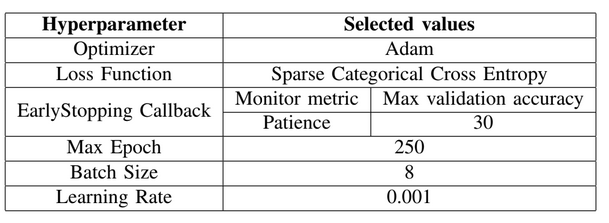 Hyperparameter Selected values
Optimizer Adam
Loss Function Sparse Categorical Cross Entropy
EarlyStopping Callback Monitor metric Max validation accuracy
Patience 30
Max Epoch 250
Batch Size 8
Learning Rate 0.001